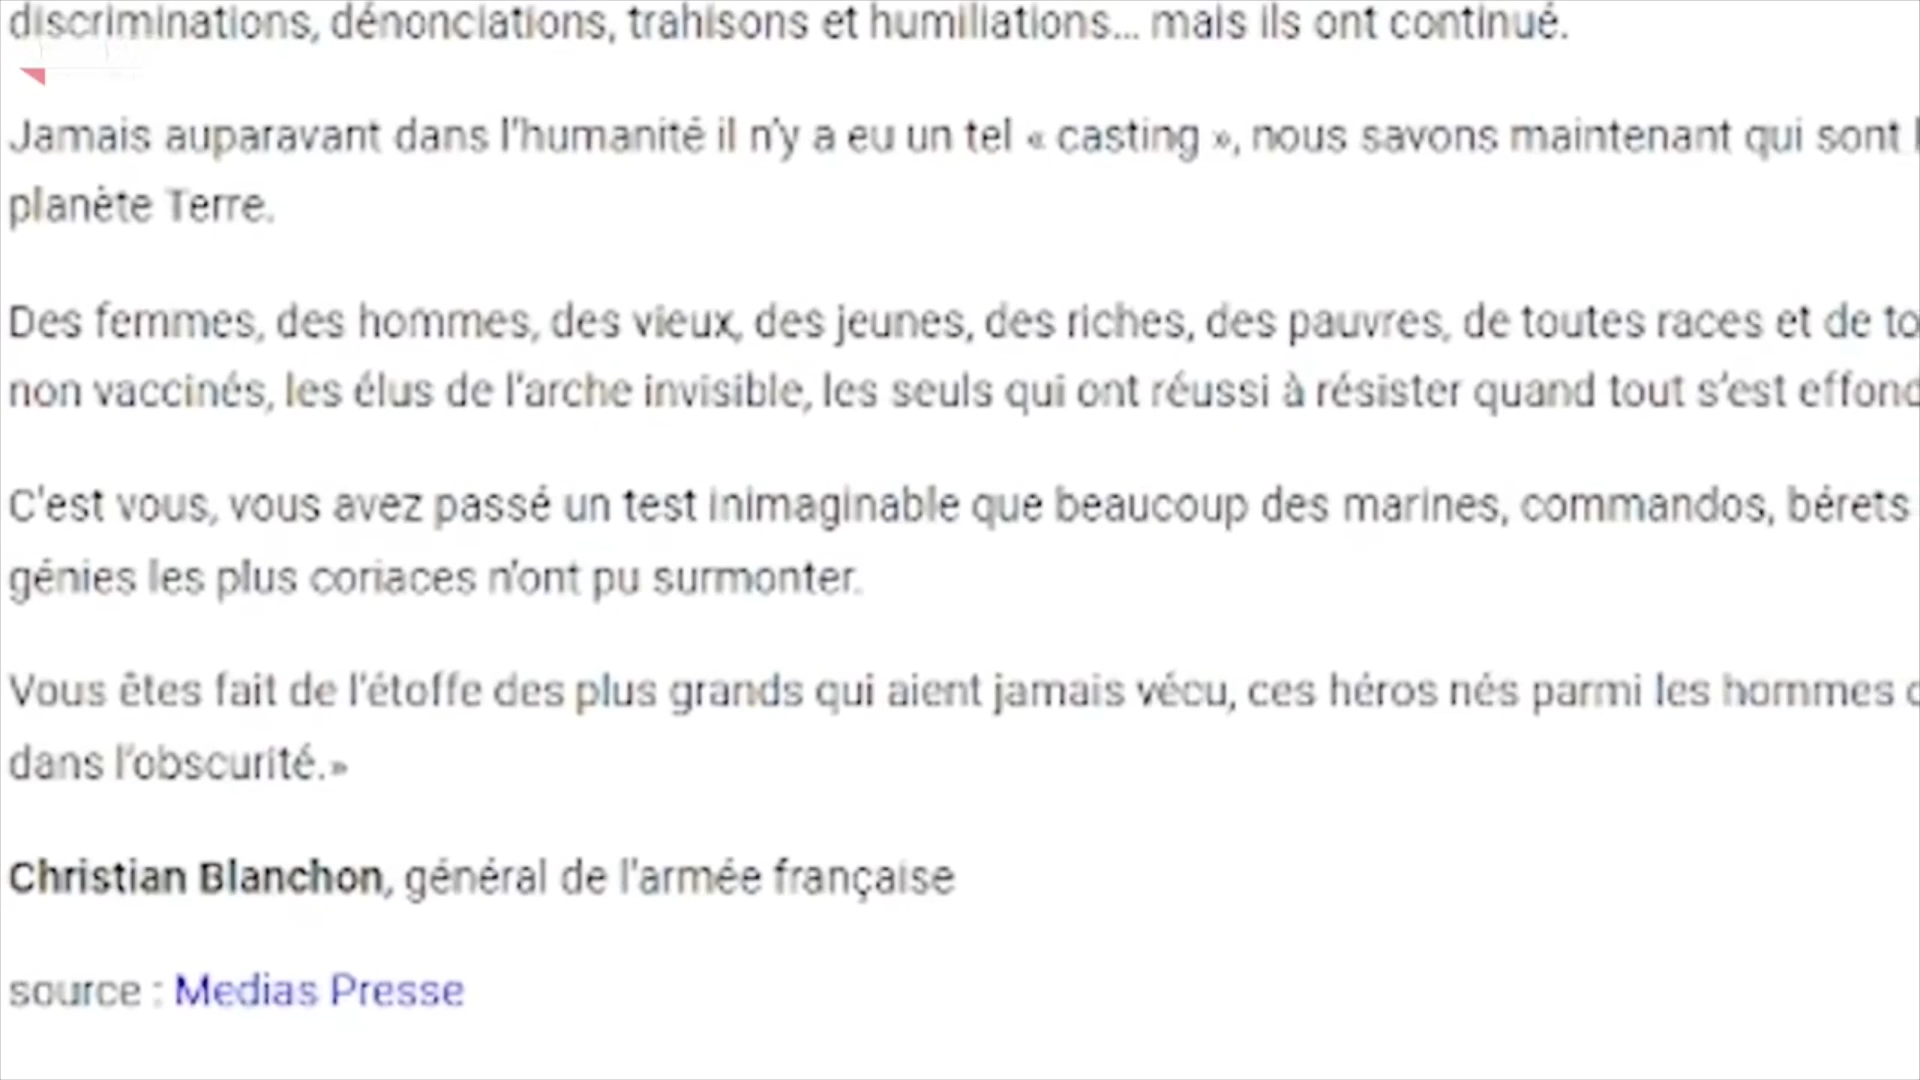 discriminations, dénonciations, trahisons et humiliations... mais ils ont continué.
Jamais auparavant dans l'humanité il n'y a eu un tel « casting », nous savons maintenant qui sont
planète Terre.
Des femmes, des hommes, des vieux, des jeunes, des riches, des pauvres, de toutes races et de
non vaccinés, les élus de l'arche invisible, les seuls qui ont réussi à résister quand tout s'est
C'est vous, vous avez passé un test inimaginable que beaucoup des marines, commandos, bérets
génies les plus coriaces n'ont pu surmonter.
Vous êtes fait de l'étoffe des plus grands qui aient jamais vécu, ces héros nés parmi les hommes
dans l'obscurité.»
Christian Blanchon, général de l'armée française
source : Medias Presse